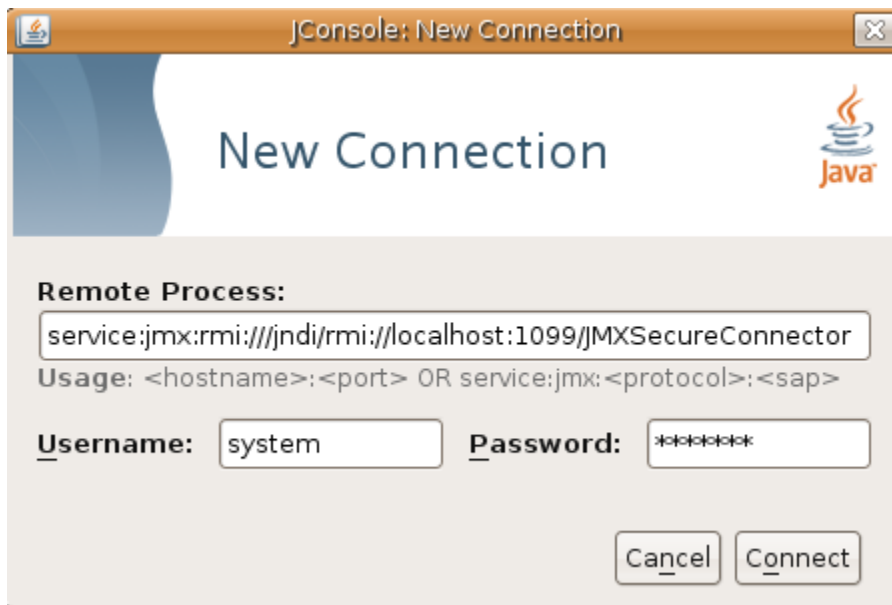 JConsole: New Connection
New Connection
Java
Remote Process:
service:jmx:rmi:///jndi/rmi://localhost:1099/JMXSecureConnector
Usage: <hostname>:<port> OR service:jmx:<protocol>:<sap>
Username: system Password: ********
Cancel Connect